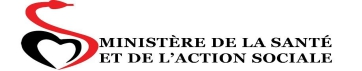 MINISTÈRE DE LA SANTÉ
ET DE L'ACTION SOCIALE